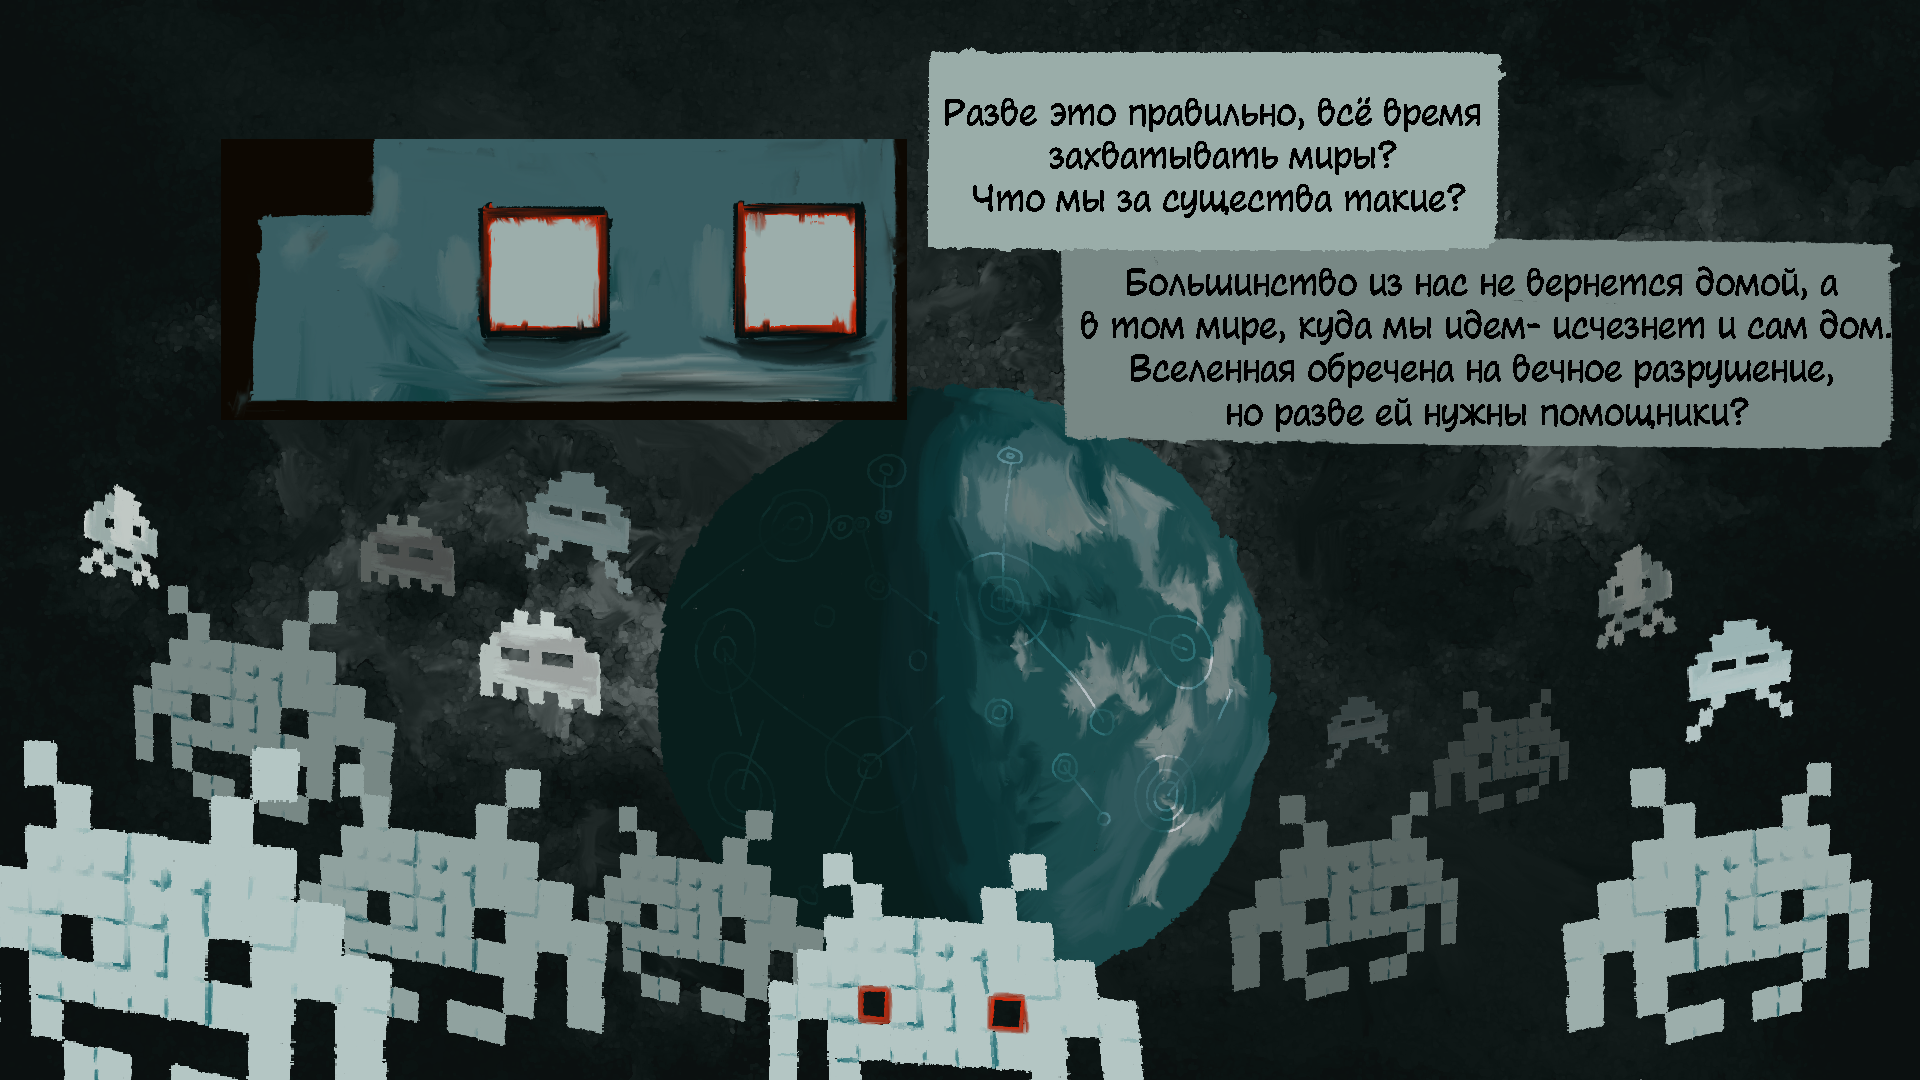 Разве это правильно, всё время
захватывать миры?
Что мы за существа такие?
Большинство из нас не вернется домой, а
в том мире, куда мы идем- исчезнет и сам дом.
Вселенная обречена на вечное разрушение,
но разве ей нужны помощники?